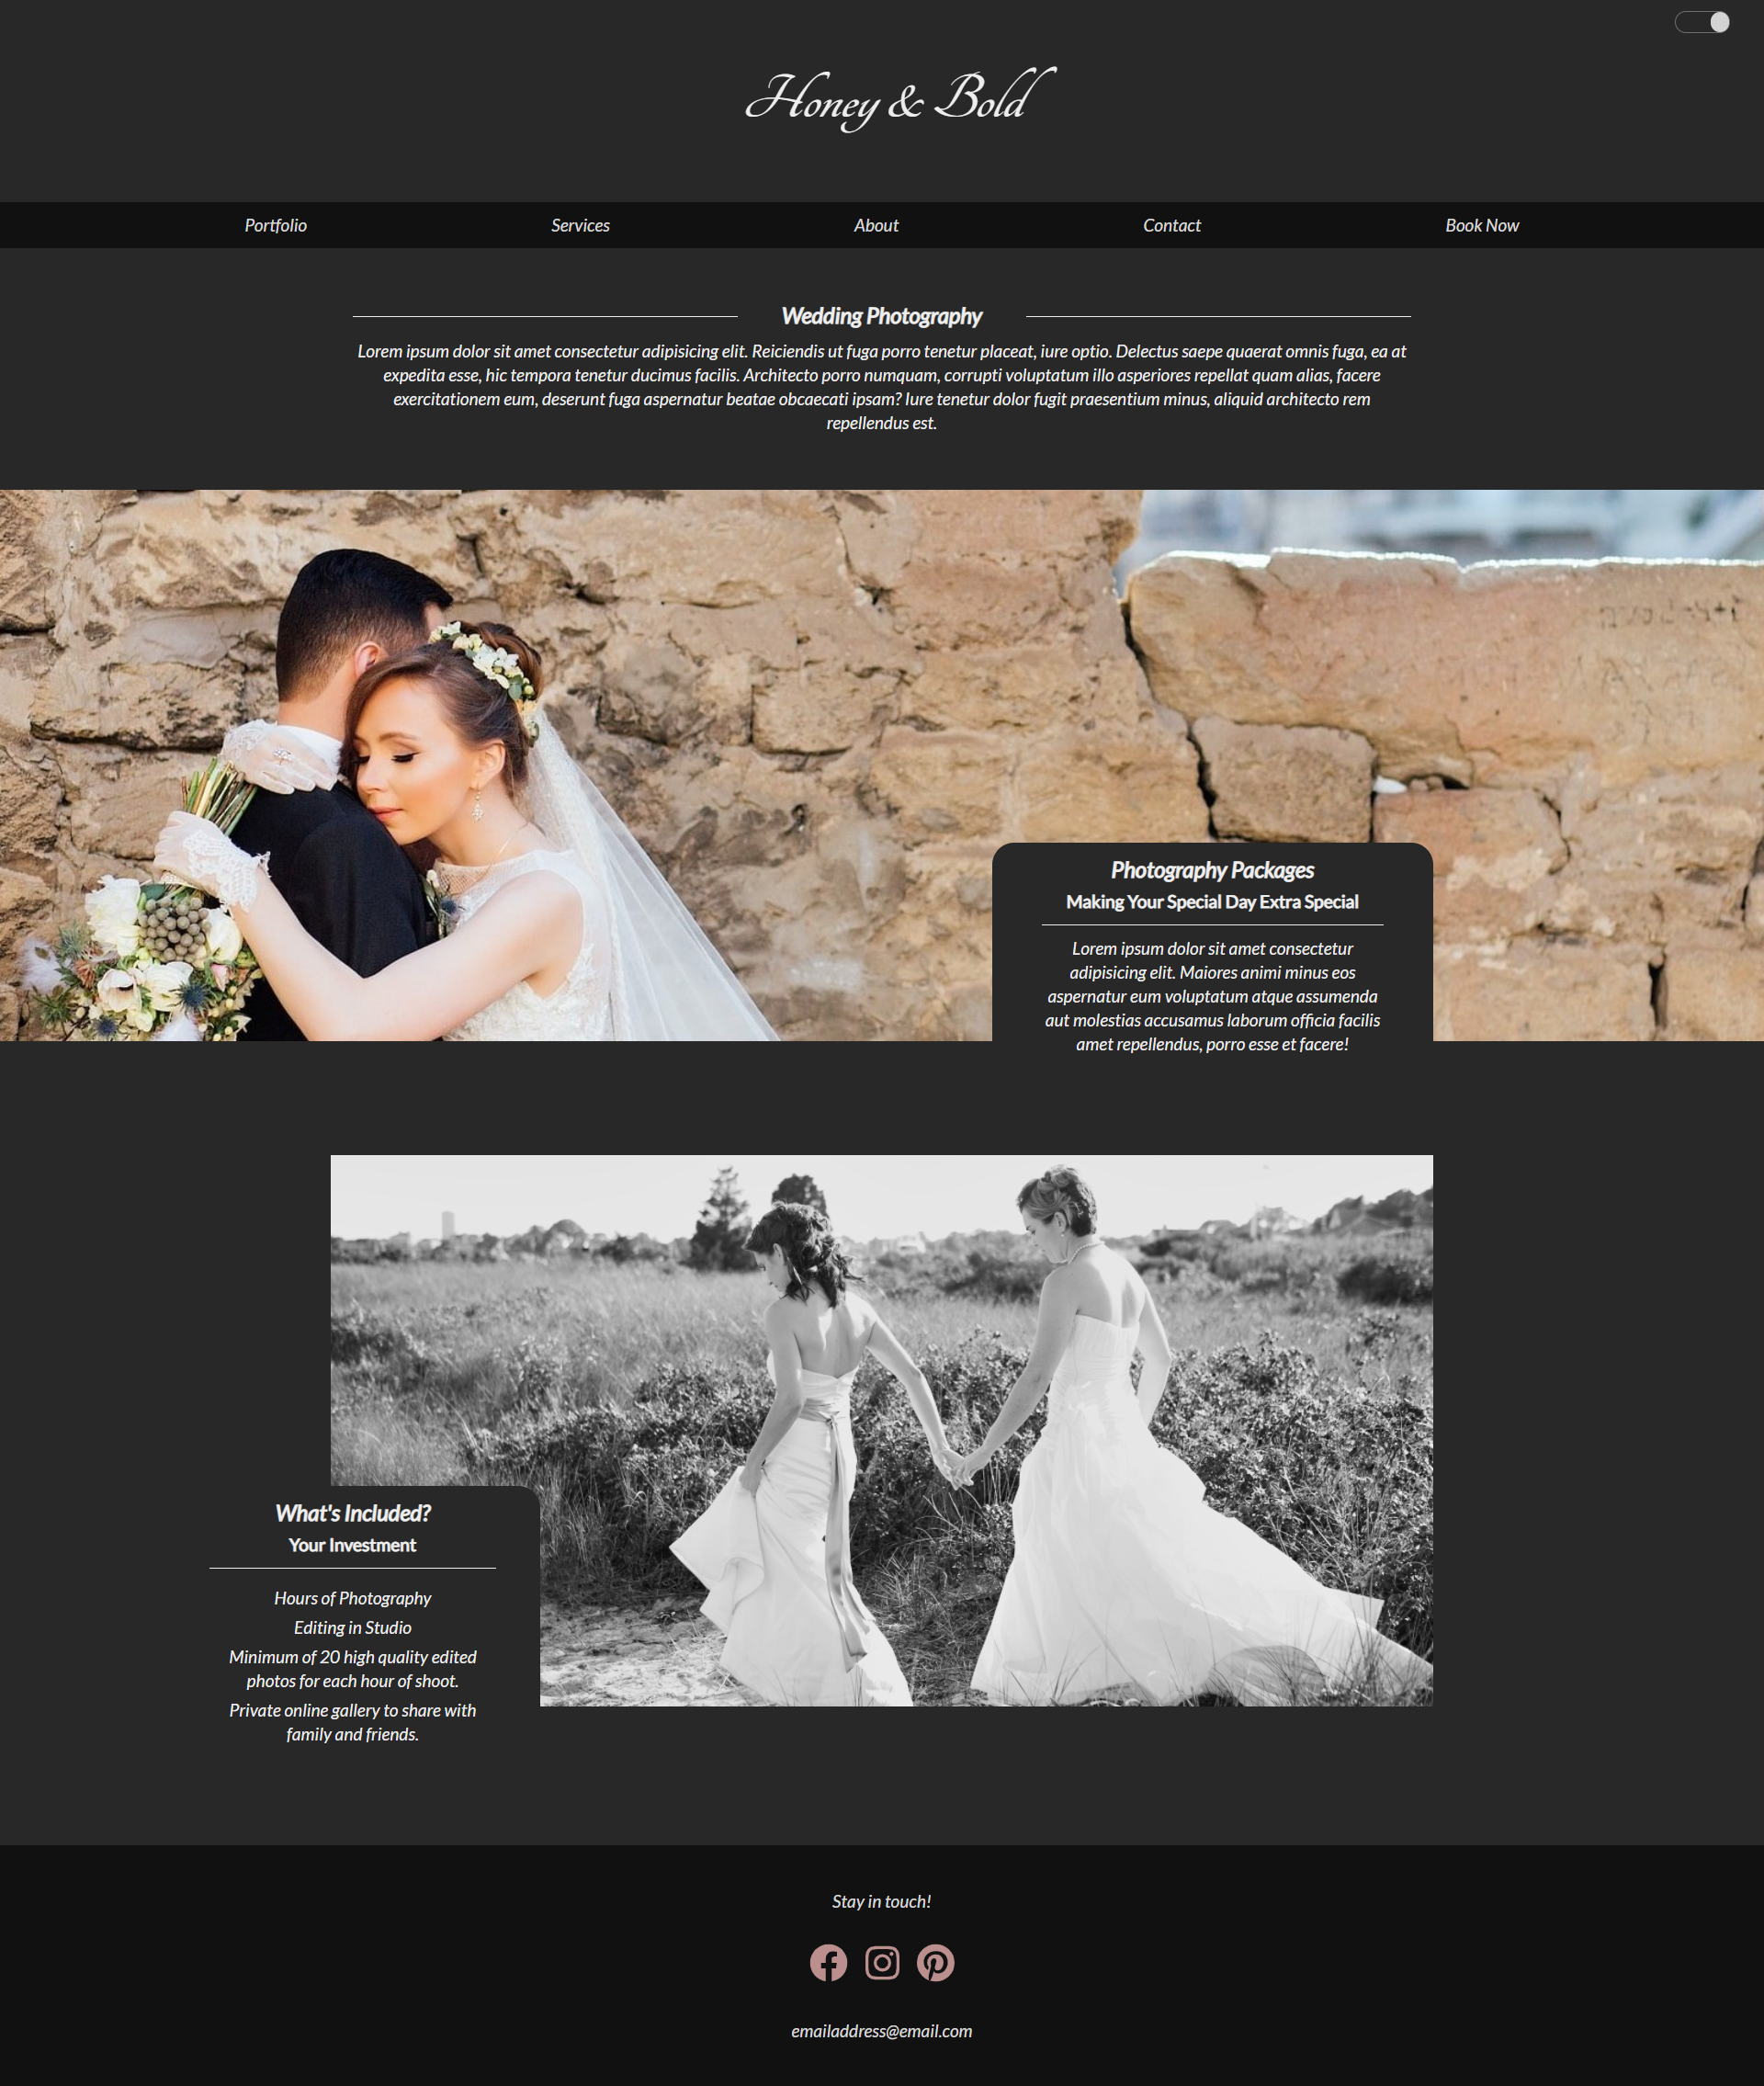 Honey & Bold
Portfolio Services About Contact Book Now
Wedding Photography
Lorem ipsum dolor sit amet consectetur adipisicing elit. Reiciendis ut fuga porro tenetur placeat, iure optio. Delectus saepe quaerat omnis fuga, ea at
expedita esse, hic tempora tenetur ducimus facilis. Architecto porro numquam, corrupti voluptatum illo asperiores repellat quam alias, facere
exercitationem eum, deserunt fuga aspernatur beatae obcaecati ipsam? Iure tenetur dolor fugit praesentium minus, aliquid architecto rem
repellendus est.
Photography Packages
Making Your Special Day Extra Special
Lorem ipsum dolor sit amet consectetur
adipisicing elit. Maiores animi minus eos
aspernatur eum voluptatum atque assumenda
aut molestias accusamus laborum officia facilis
amet repellendus, porro esse et facere!
What's Included?
Your Investment
Hours of Photography
Editing in Studio
Minimum of 20 high quality edited
photos for each hour of shoot.
Private online gallery to share with
family and friends.
Stay in touch!
emailaddress@email.com